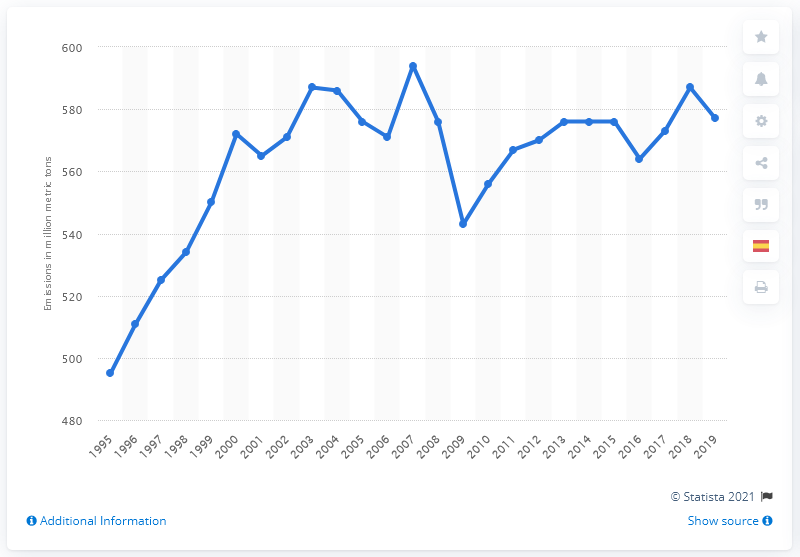 600
580
560
540
520
500
480
Emissions in million metric tons
1995 1996 1997 1998 1999 2000 2001 2002 2003 2004 2005 2006 2007 2008 2009 2010 2011 2012 2013 2014 2015 2016 2017 2018 2019
© Statista 2021
Additional Information
Show source